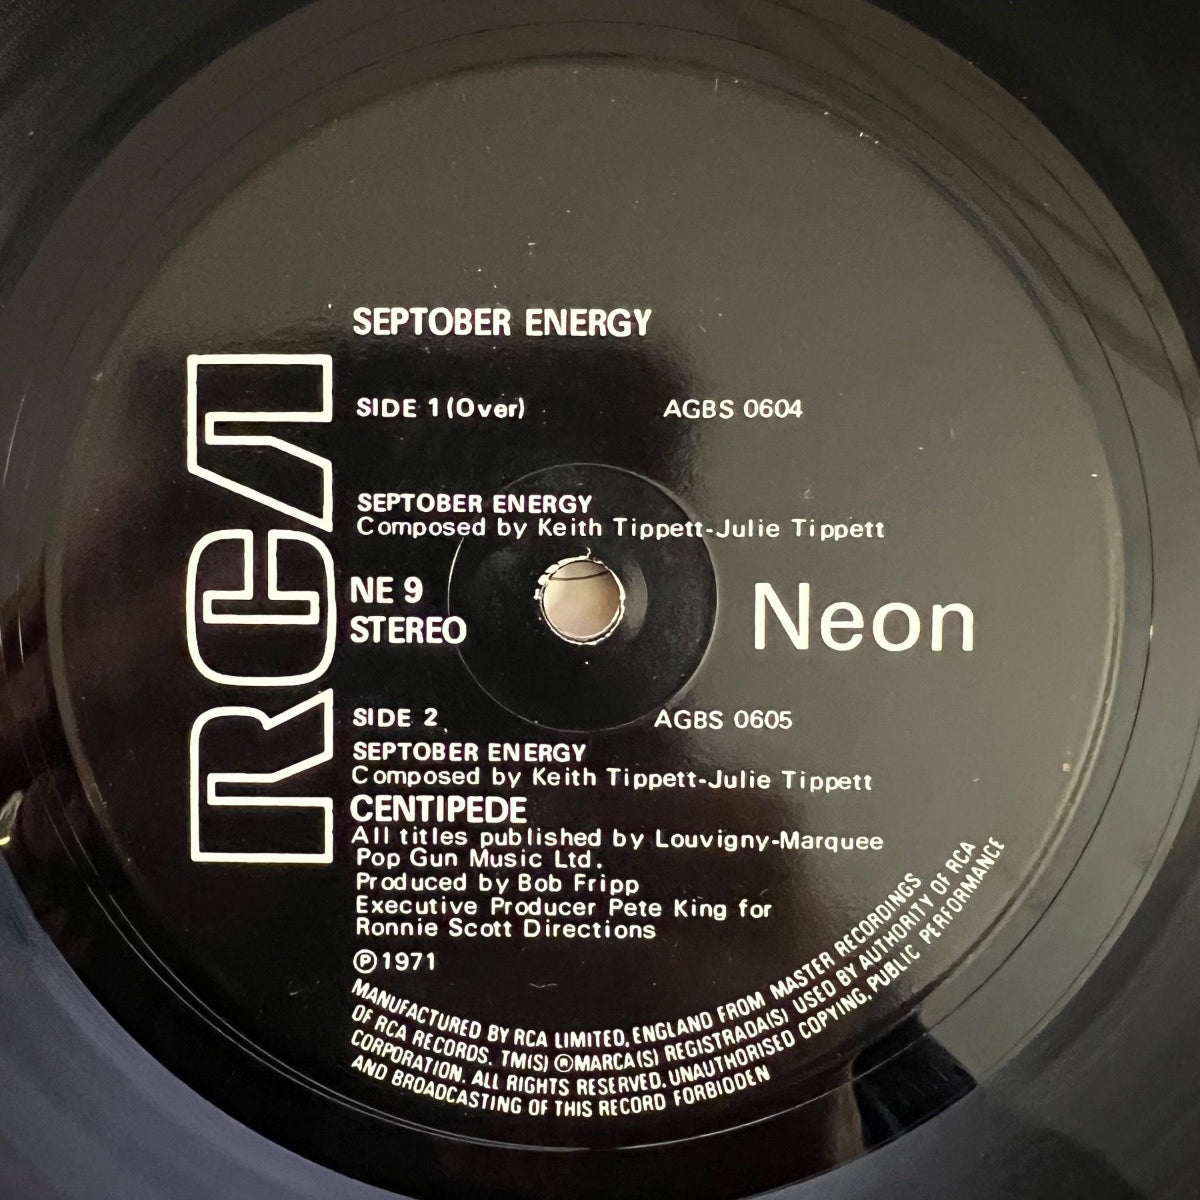 SEPTOBER ENERGY
SIDE 1 (Over) AGBS 0604
SEPTOBER ENERGY
Composed by Keith Tippett-Julie Tippett
RCA
NE 9
STEREO
Neon
SIDE 2 AGBS 0605
SEPTOBER ENERGY
Composed by Keith Tippett-Julie Tippett
CENTIPEDE
All titles published by Louvigny-Marquee
Pop Gun Music Ltd.
Produced by Bob Fripp
Executive Producer Pete King for
Ronnie Scott Directions
℗1971
MANUFACTURED BY RCA LIMITED, ENGLAND FROM MASTER RECORDINGS
OF RCA RECORDS. TM(S) ®MARCA(S) REGISTRADA(S) USED BY AUTHORITY OF RCA
CORPORATION. ALL RIGHTS RESERVED. UNAUTHORISED COPYING, PUBLIC PERFORMANCE
AND BROADCASTING OF THIS RECORD FORBIDDEN